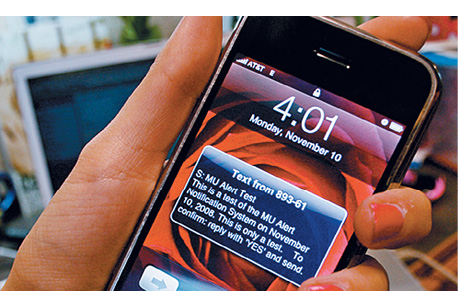 AT&T E
4:01
Monday, November 10
Text from 893-61
S: MU Alert Test
This is a test of the MU Alert
Notification System on November
10, 2008. This is only a test. To
confirm: reply with 'YES' and send.